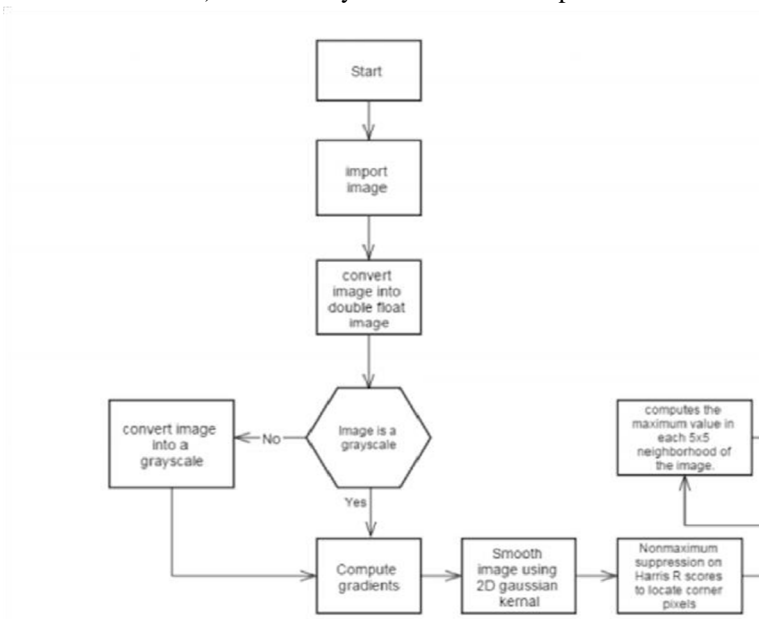 Start
import
image
convert
image into
double float
image
Image is a
grayscale
No
convert image
into a
grayscale
Yes
Compute
gradients
Smooth
image using
2D gaussian
kernal
Nonmaximum
suppression on
Harris R scores
to locate corner
pixels
computes the
maximum value in
each 5x5
neighborhood of
the image.